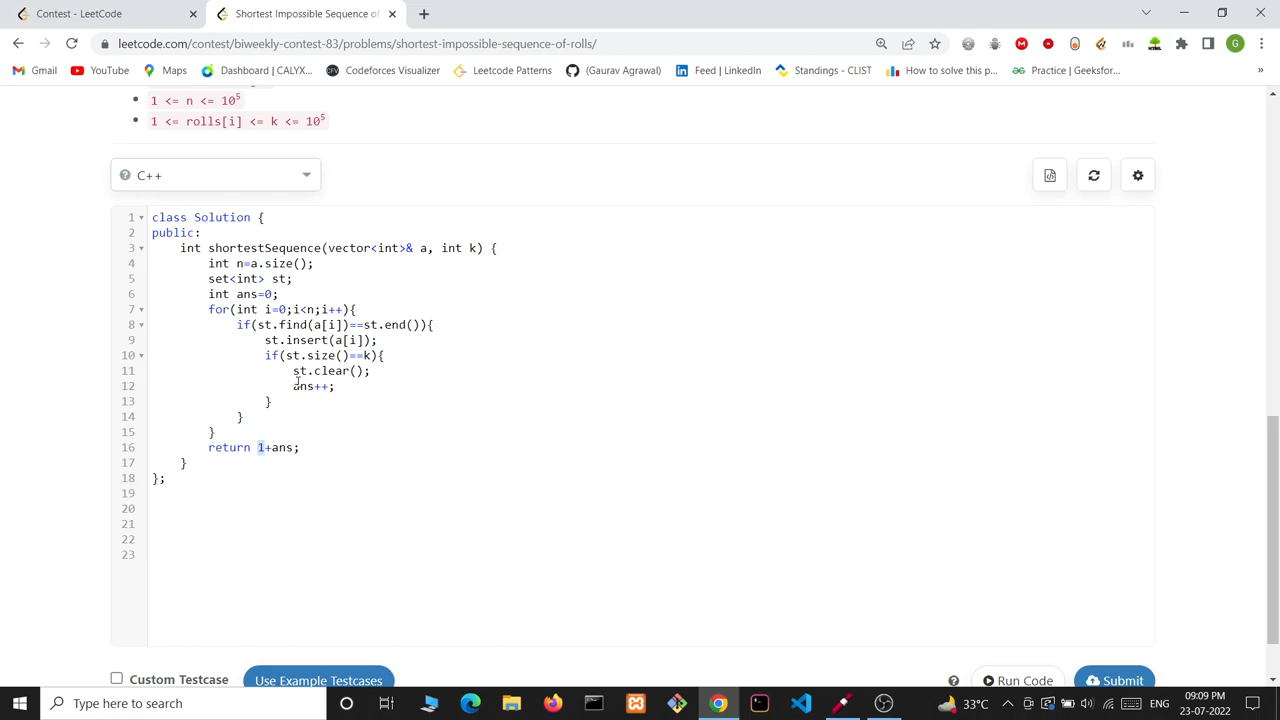 Contest - LeetCode
Shortest Impossible Sequence of
leetcode.com/contest/biweekly-contest-83/problems/shortest-impossible-sequence-of-rolls/
G
Gmail
YouTube
Maps
Dashboard | CALYX...
Codeforces Visualizer
Leetcode Patterns
(Gaurav Agrawal)
Feed | LinkedIn
Standings - CLIST
How to solve this p...
Practice | Geeksfor...
»
1 <= n <= 10⁵
1 <= rolls[i] <= k <= 10⁵
C++
1 class Solution {
2 public:
3     int shortestSequence(vector<int>& a, int k) {
4         int n=a.size();
5         set<int> st;
6         int ans=0;
7         for(int i=0;i<n;i++){
8             if(st.find(a[i])==st.end()){
9                 st.insert(a[i]);
10                 if(st.size()==k){
11                     st.clear();
12                     ans++;
13                 }
14             }
15         }
16         return 1+ans;
17     }
18 };
19
20
21
22
23
Custom Testcase
Use Example Testcases
Run Code
Submit
Type here to search
33°C
ENG
09:09 PM
23-07-2022